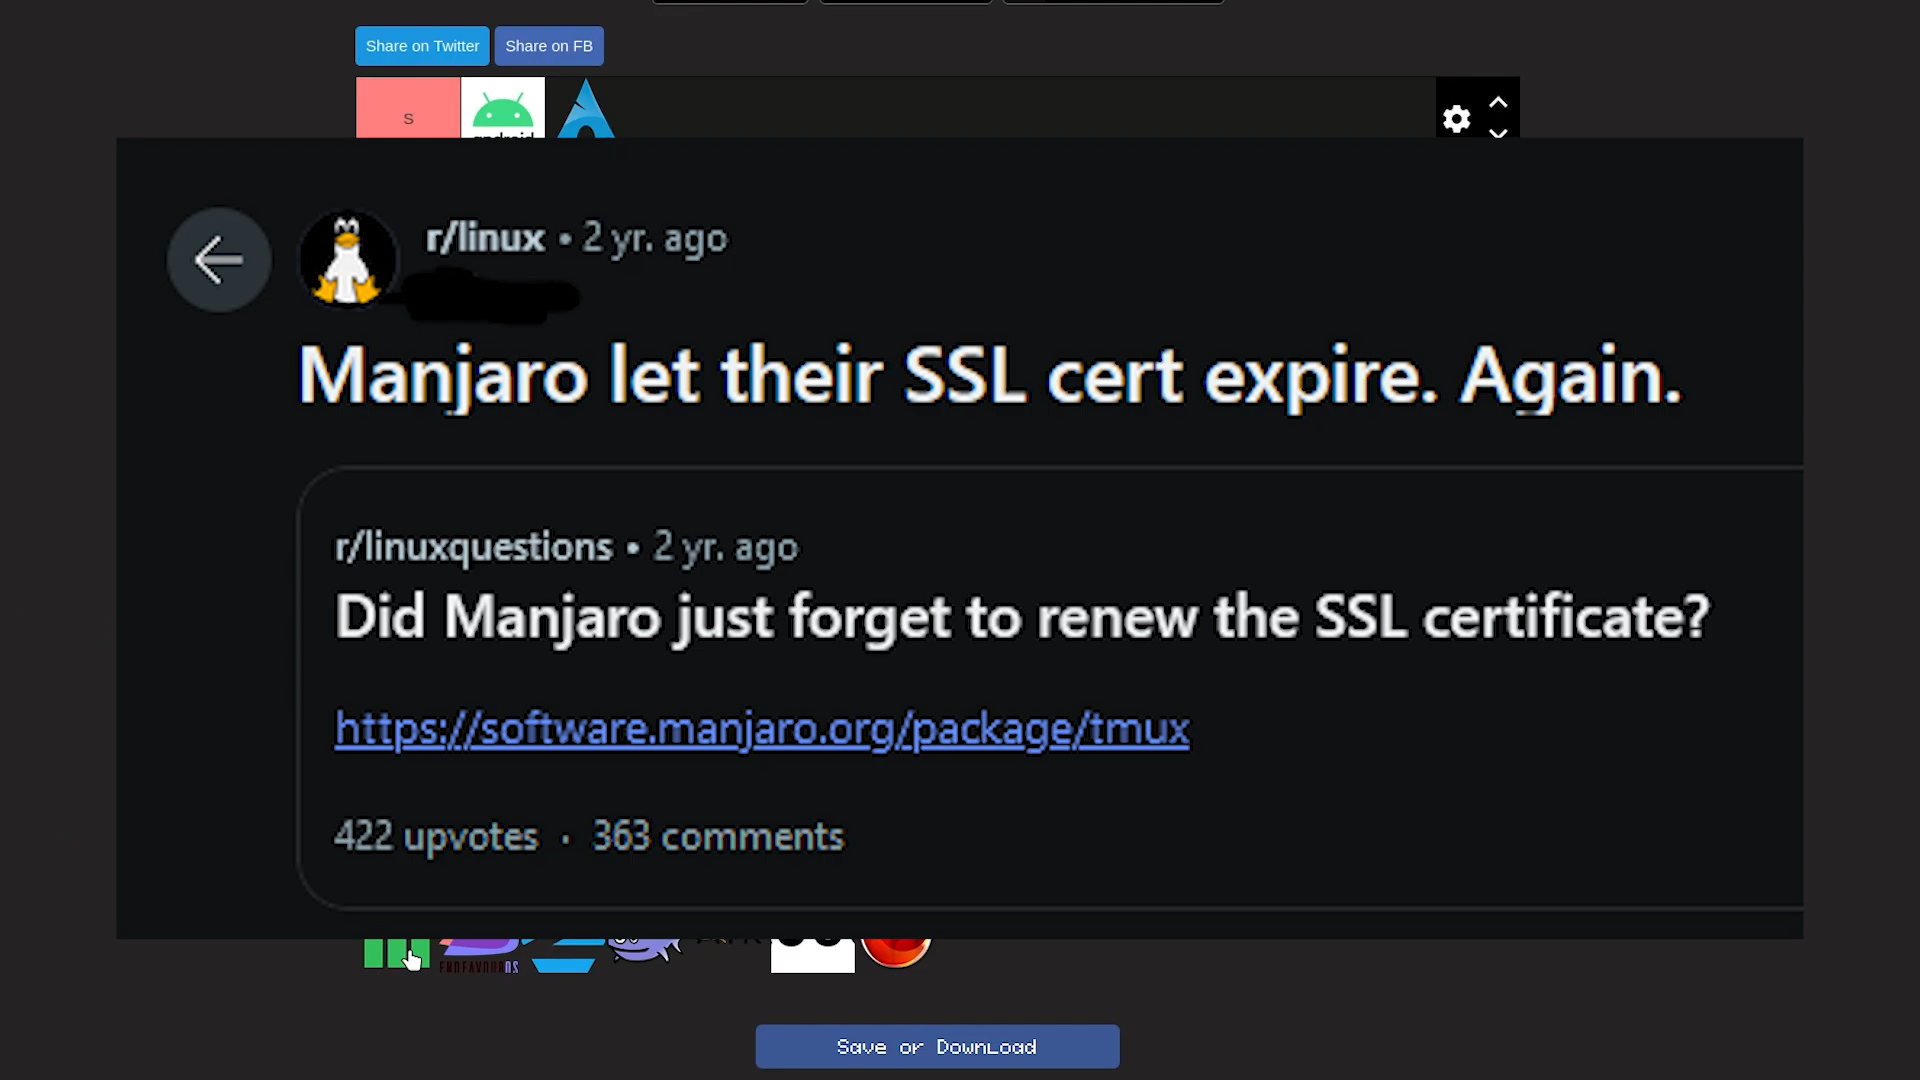 Share on Twitter Share on FB
S
android
r/linux • 2 yr. ago
Manjaro let their SSL cert expire. Again.
r/linuxquestions • 2 yr. ago
Did Manjaro just forget to renew the SSL certificate?
https://software.manjaro.org/package/tmux
422 upvotes · 363 comments
ENDEAVOUROS
Save or Download